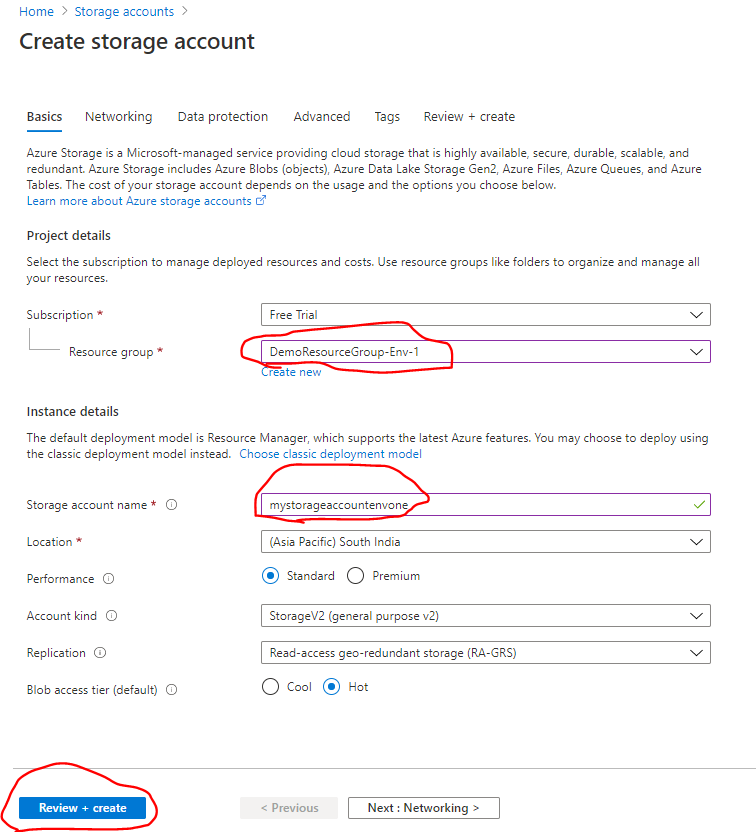 Home > Storage accounts >
Create storage account
Basics Networking Data protection Advanced Tags Review + create
Azure Storage is a Microsoft-managed service providing cloud storage that is highly available, secure, durable, scalable, and
redundant. Azure Storage includes Azure Blobs (objects), Azure Data Lake Storage Gen2, Azure Files, Azure Queues, and Azure
Tables. The cost of your storage account depends on the usage and the options you choose below.
Learn more about Azure storage accounts
Project details
Select the subscription to manage deployed resources and costs. Use resource groups like folders to organize and manage all
your resources.
Subscription * Free Trial
Resource group * DemoResourceGroup-Env-1
Create new
Instance details
The default deployment model is Resource Manager, which supports the latest Azure features. You may choose to deploy using
the classic deployment model instead. Choose classic deployment model
Storage account name * mystorageaccountenvone
Location * (Asia Pacific) South India
Performance Standard Premium
Account kind StorageV2 (general purpose v2)
Replication Read-access geo-redundant storage (RA-GRS)
Blob access tier (default) Cool Hot
Review + create < Previous Next : Networking >